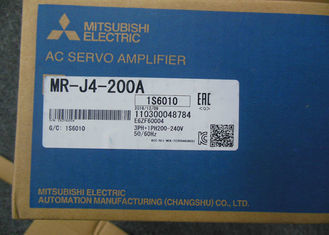 MITSUBISHI
ELECTRIC
AC SERVO AMPLIFIER
MR-J4-200A
1S6010
EAC
110300048784
E6ZF60004
G/C: 1S6010
3PH+1PH200-240V
50/60Hz
MITSUBISHI ELECTRIC
AUTOMATION MANUFACTURING (CHANGSHU) CO., LTD.